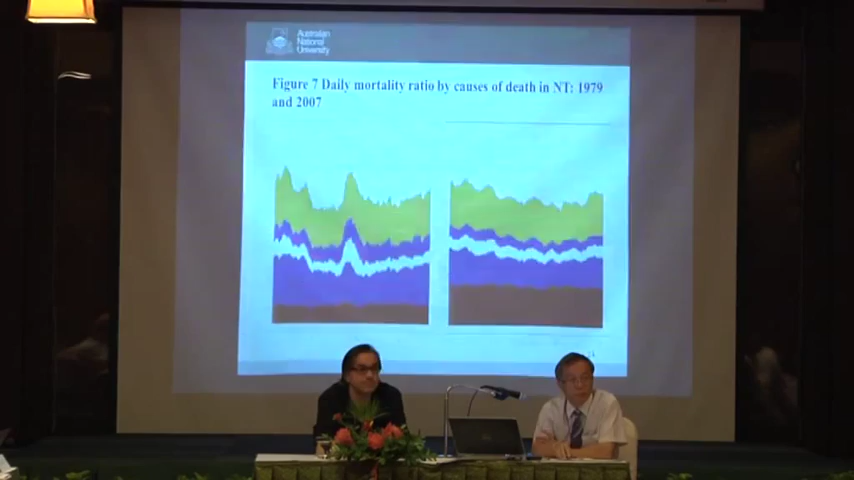 Australian
National
University
Figure 7 Daily mortality ratio by causes of death in NT: 1979
and 2007